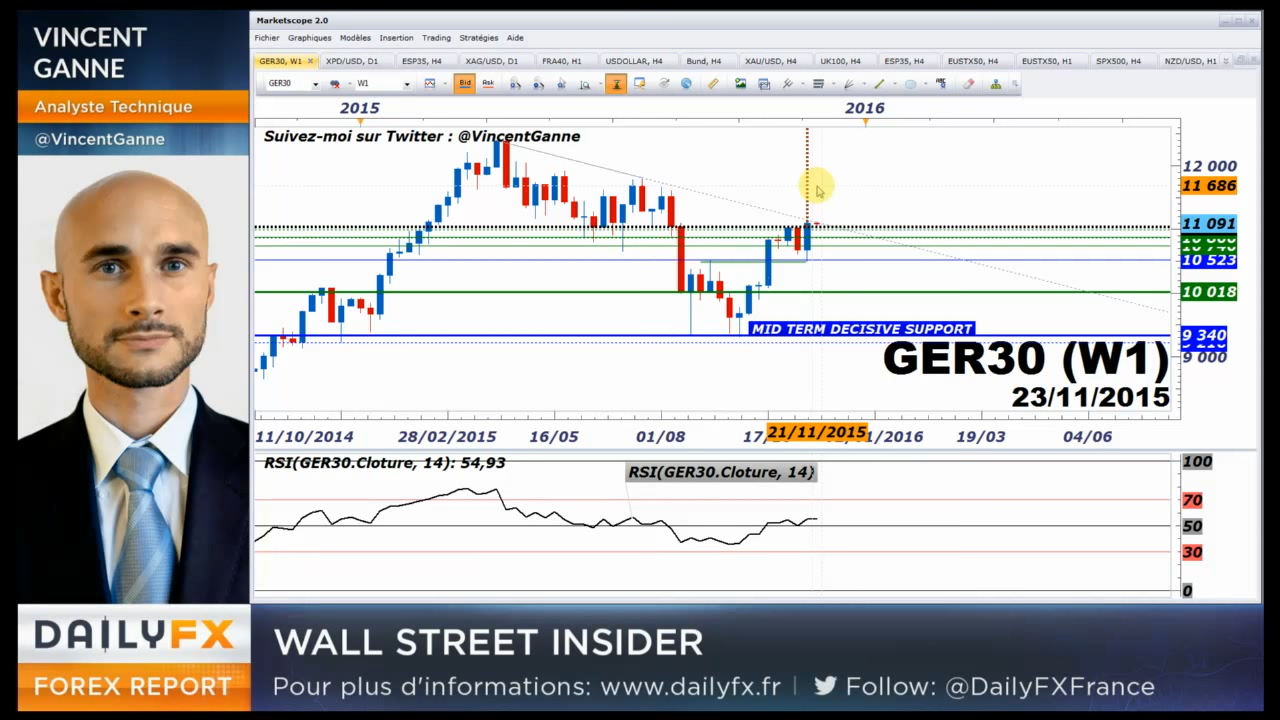 VINCENT
GANNE
Analyste Technique
@VincentGanne
Marketscope 2.0
Fichier Graphiques Modèles Insertion Trading Stratégies Aide
GER30, W1 XPD/USD, D1 ESP35, H4 XAG/USD, D1 FRA40, H1 USDOLLAR, H4 Bund, H4 XAU/USD, H4 UK100, H4 ESP35, H4 EUSTX50, H4 EUSTX50, H1 SPX500, H4 NZD/USD, H1
GER30 W1 Bid Ask
2015 2016
Suivez-moi sur Twitter : @VincentGanne
12 000
11 686
11 091
10 523
10 018
MID TERM DECISIVE SUPPORT
9 340
9 000
GER30 (W1)
23/11/2015
11/10/2014 28/02/2015 16/05 01/08 21/11/2015 /2016 19/03 04/06
RSI(GER30.Cloture, 14): 54,93
RSI(GER30.Cloture, 14)
100
70
50
30
0
DAILYFX
FOREX REPORT
WALL STREET INSIDER
Pour plus d'informations: www.dailyfx.fr | Follow: @DailyFXFrance